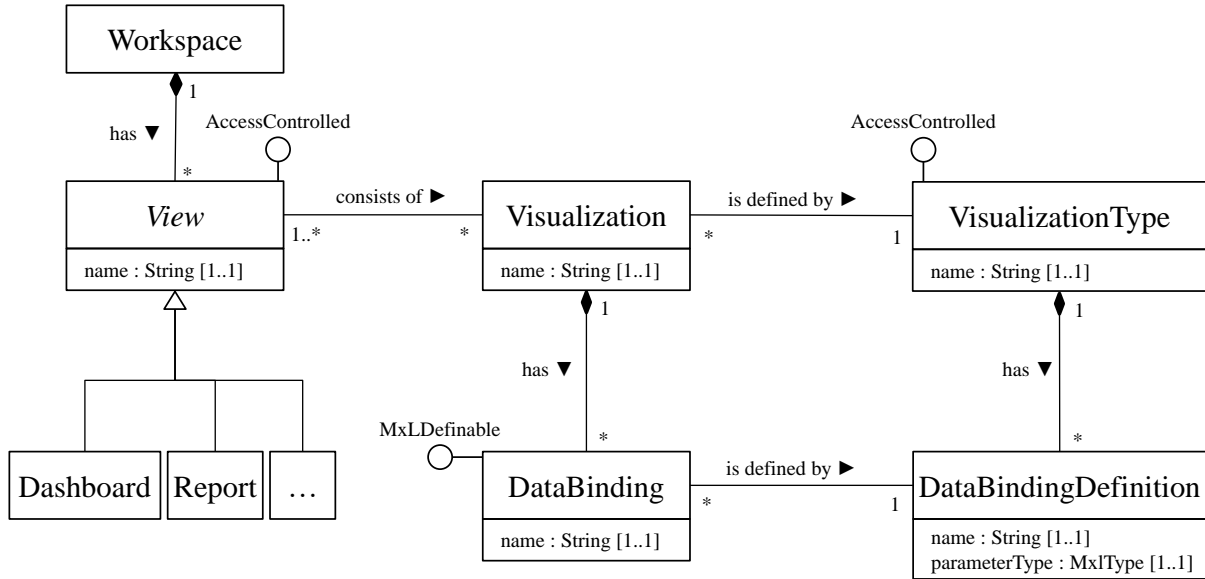 Workspace
1
has ▼
*
AccessControlled
AccessControlled
View
name : String [1..1]
consists of ►
1..*
*
Visualization
name : String [1..1]
is defined by ►
*
1
VisualizationType
name : String [1..1]
1
has ▼
*
1
has ▼
*
Dashboard
Report
…
MxLDefinable
DataBinding
name : String [1..1]
is defined by ►
*
1
DataBindingDefinition
name : String [1..1]
parameterType : MxlType [1..1]